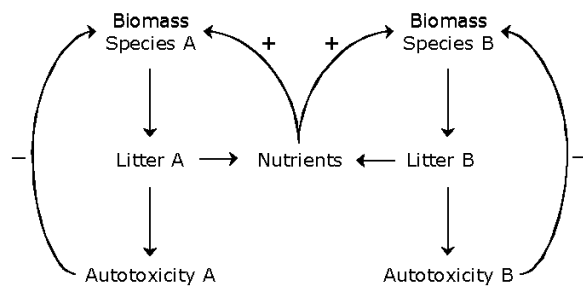 Biomass
Species A
Biomass
Species B
+
+
Litter A
Nutrients
Litter B
−
−
Autotoxicity A
Autotoxicity B